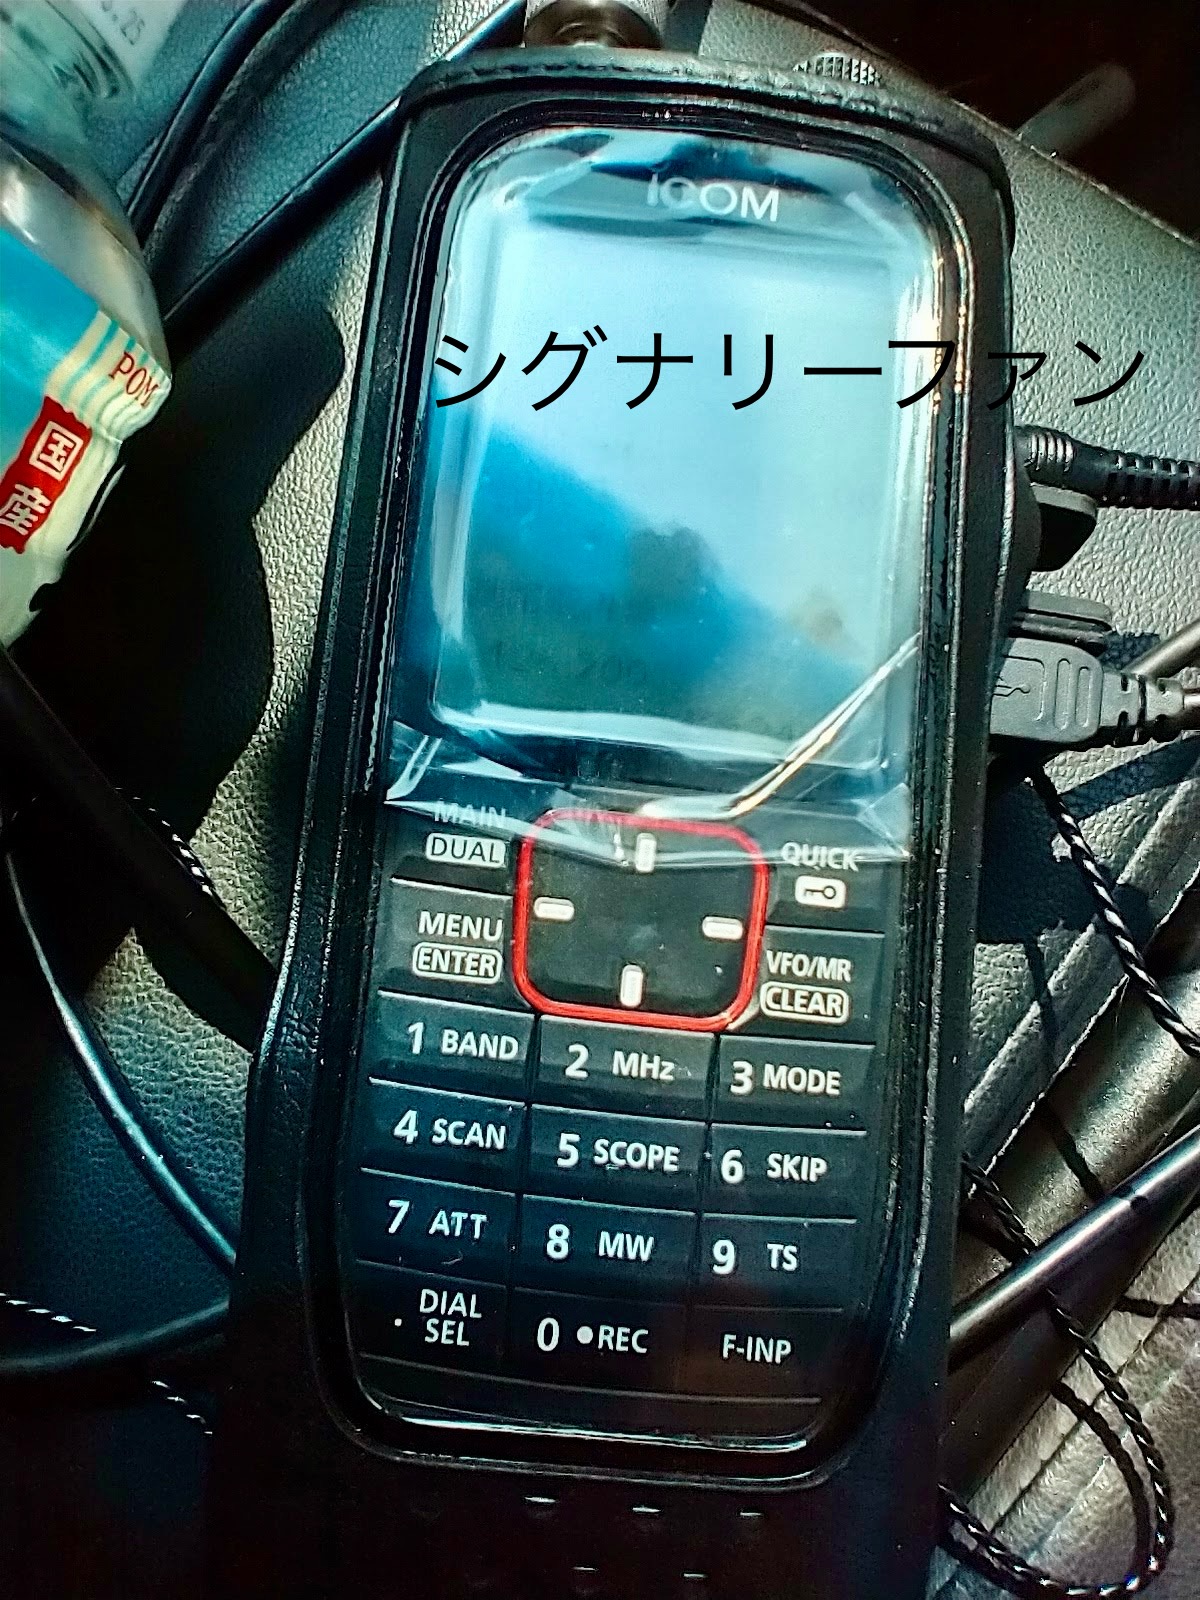 .25
ICOM
シグナリーファン
POM
国
産
MAIN
DUAL
QUICK
MENU
ENTER
VFO/MR
CLEAR
1 BAND
2 MHz
3 MODE
4 SCAN
5 SCOPE
6 SKIP
7 ATT
8 MW
9 TS
. DIAL
SEL
0 ●REC
F-INP